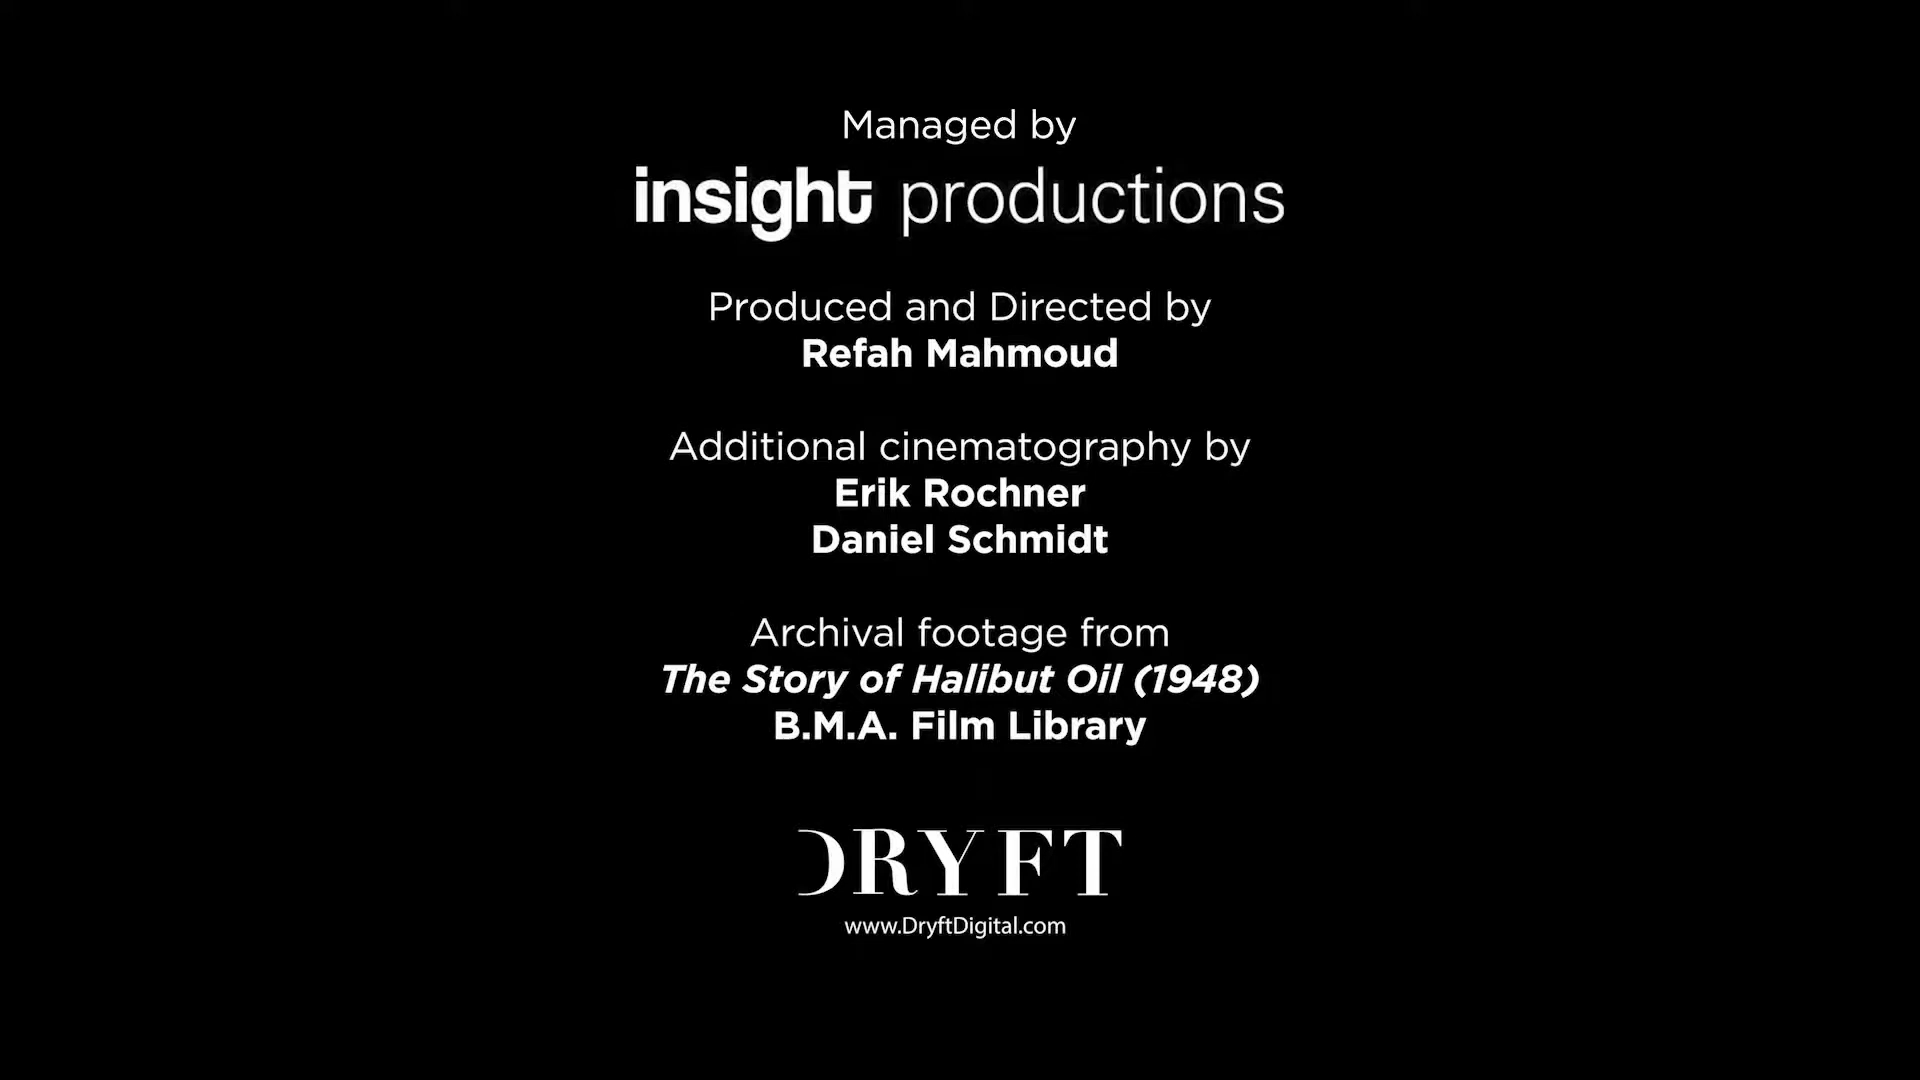 Managed by
insight productions
Produced and Directed by
Refah Mahmoud
Additional cinematography by
Erik Rochner
Daniel Schmidt
Archival footage from
The Story of Halibut Oil (1948)
B.M.A. Film Library
DRYFT
www.DryftDigital.com